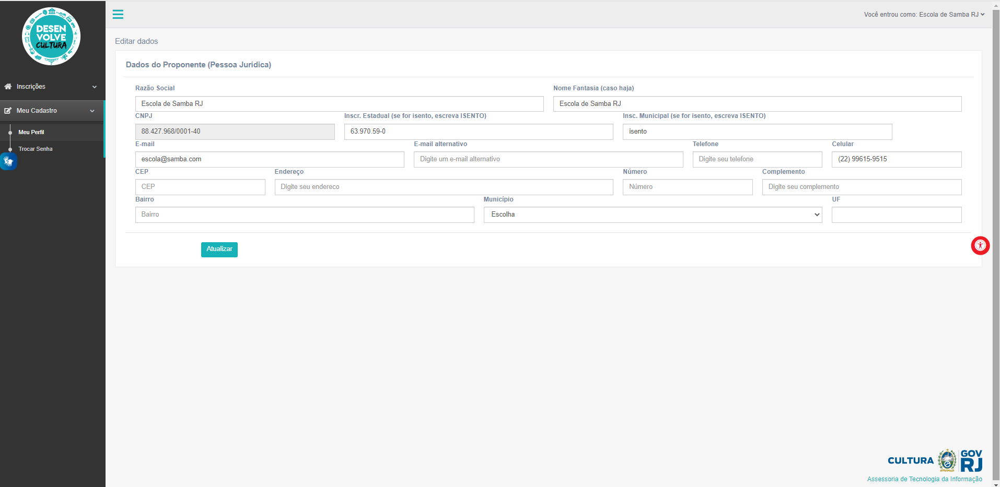 DESEN
VOLVE
CULTURA
Você entrou como: Escola de Samba RJ
Inscrições
Meu Cadastro
Meu Perfil
Trocar Senha
Editar dados
Dados do Proponente (Pessoa Jurídica)
Razão Social
Nome Fantasia (caso haja)
Escola de Samba RJ
Escola de Samba RJ
CNPJ
Inscr. Estadual (se for isento, escreva ISENTO)
Insc. Municipal (se for isento, escreva ISENTO)
88.427.968/0001-40
63.970.59-0
isento
E-mail
E-mail alternativo
Telefone
Celular
escola@samba.com
Digite um e-mail alternativo
Digite seu telefone
(22) 99615-9515
CEP
Endereço
Número
Complemento
CEP
Digite seu endereco
Número
Digite seu complemento
Bairro
Município
UF
Bairro
Escolha
Atualizar
CULTURA
GOV
RJ
Assessoria de Tecnologia da Informação